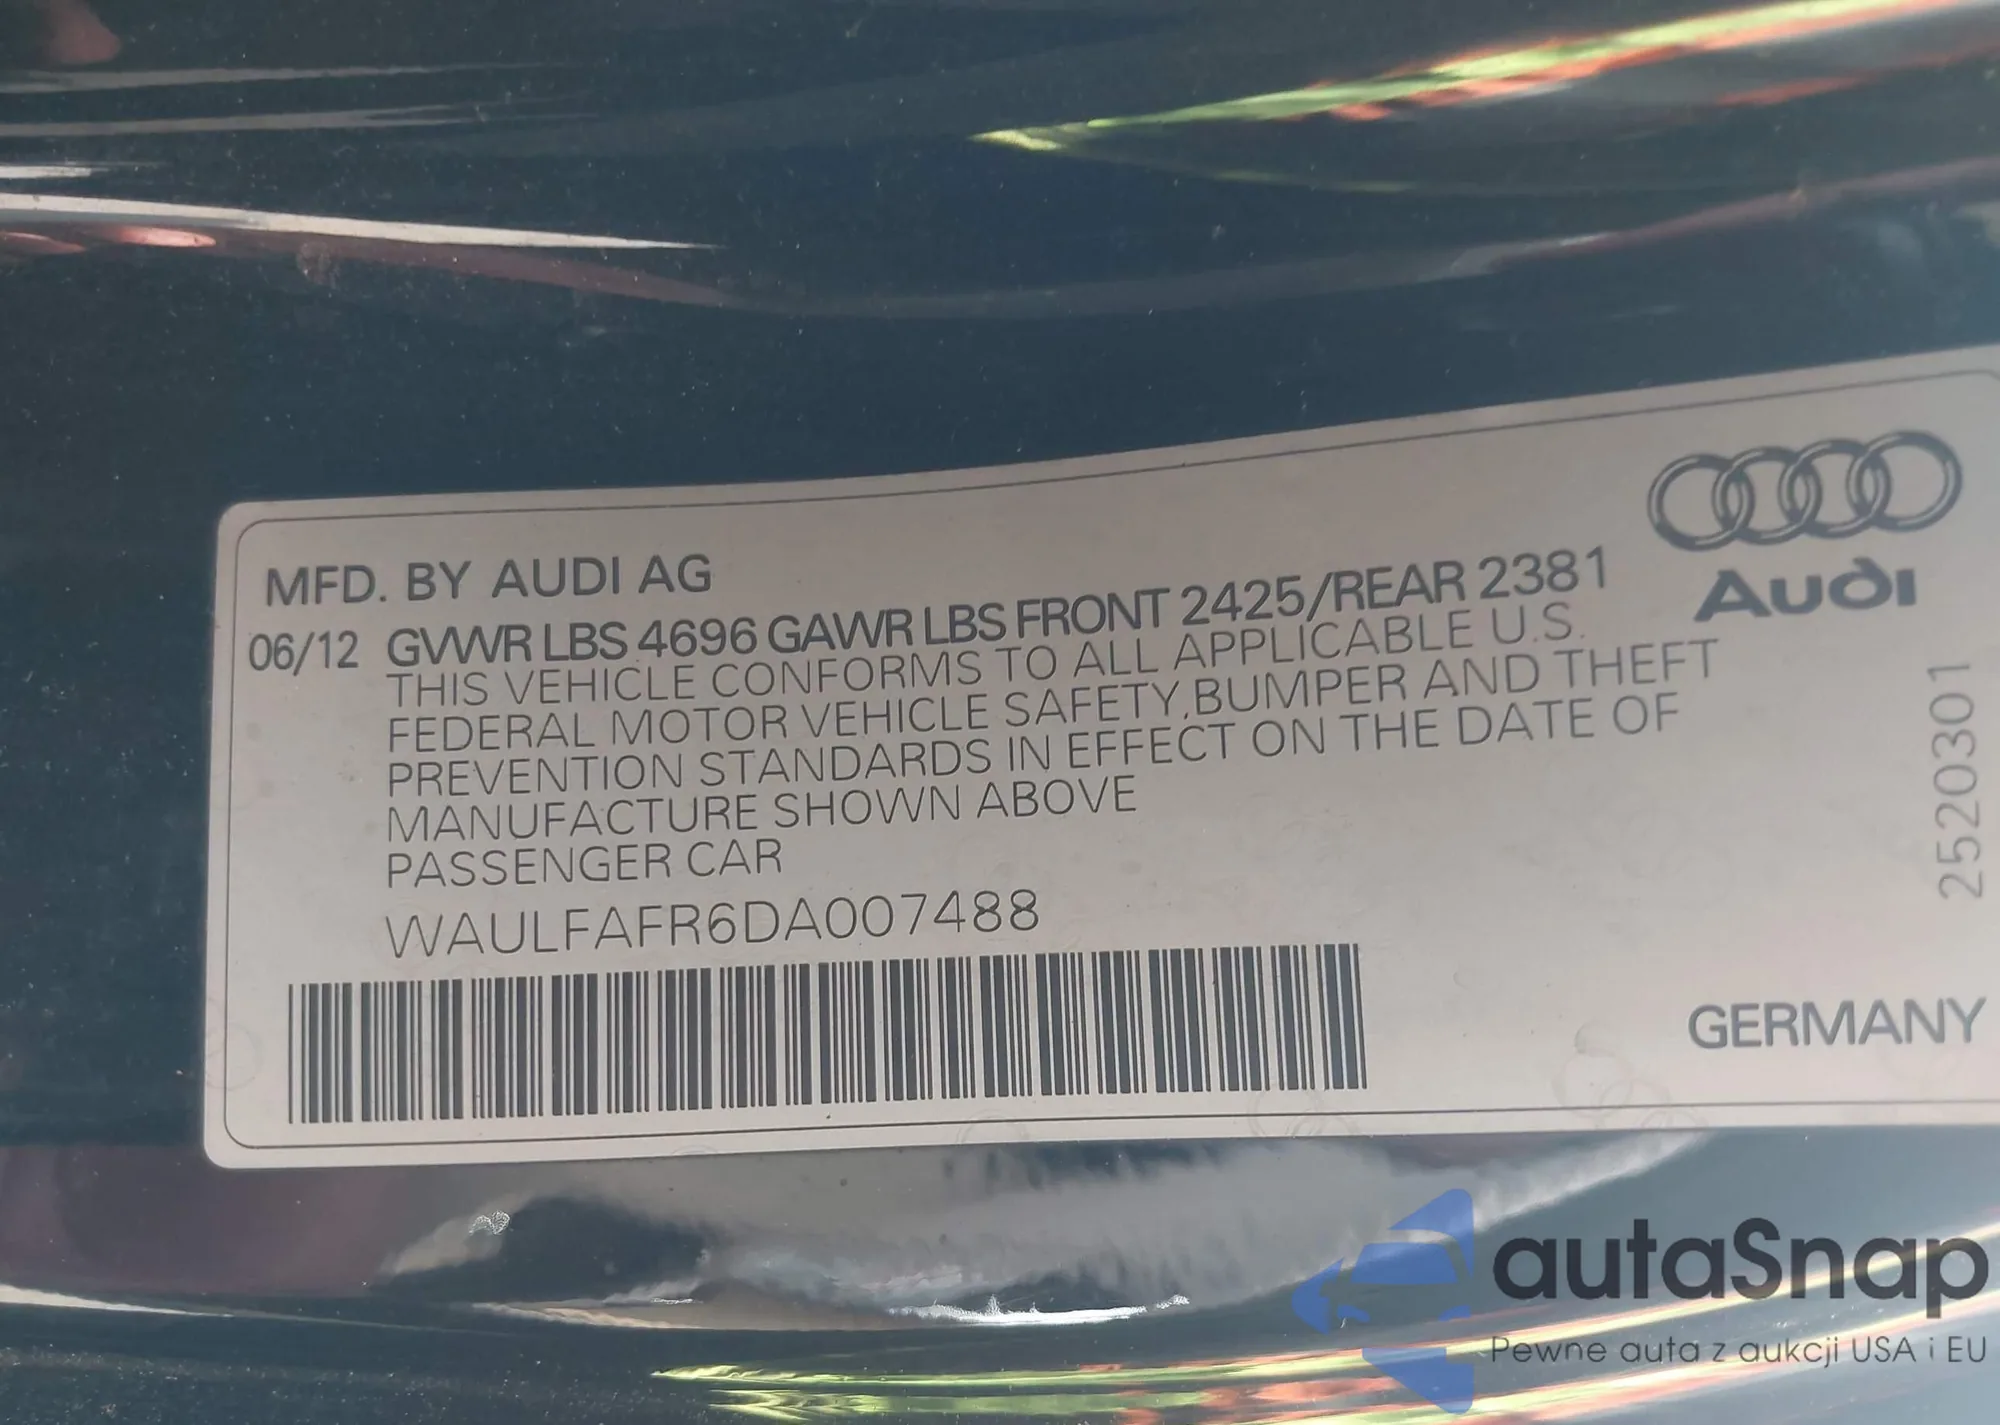 MFD. BY AUDI AG
06/12 GVWR LBS 4696 GAWR LBS FRONT 2425/REAR 2381
THIS VEHICLE CONFORMS TO ALL APPLICABLE U.S.
FEDERAL MOTOR VEHICLE SAFETY, BUMPER AND THEFT
PREVENTION STANDARDS IN EFFECT ON THE DATE OF
MANUFACTURE SHOWN ABOVE
PASSENGER CAR
WAULFAFR6DA007488
Audi
2520301
GERMANY
autaSnap
Pewne auta z aukcji USA i EU